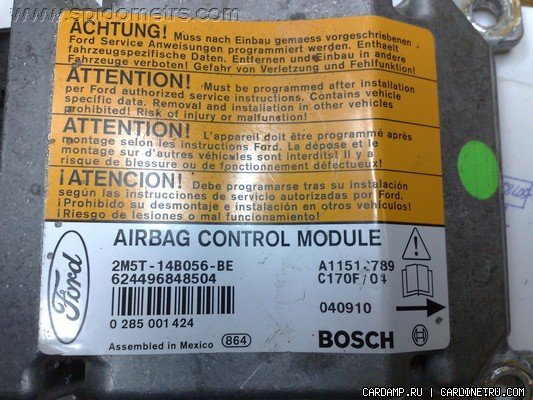 www.spidometrs.com
ACHTUNG! Muss nach Einbau gemaess vorgeschriebenen
Ford Service Anweisungen programmiert werden. Enthaelt
fahrzeugspezifische Daten. Entfernen und Einbau in andere
Fahrzeuge verboten! Gefahr von Verletzung und Fehlfunktion!
ATTENTION! Must be programmed after installation
per Ford authorized service instructions. Contains vehicle
specific data. Removal and installation in other vehicles
prohibited! Risk of injury or malfunction!
ATTENTION! L'appareil doit être programmé après
montage selon les instructions Ford. La dépose et le
montage sur d'autres véhicules sont interdits! Il y a
risque de blessure ou de fonctionnement défectueux!
¡ATENCION! Debe programarse tras su instalación
según las instrucciones de servicio autorizadas por Ford.
¡Prohibido su desmontaje e instalación en otros vehículos!
¡Riesgo de lesiones o mal funcionamiento!
Ford
AIRBAG CONTROL MODULE
2M5T-14B056-BE A11512789
624496848504 C170F/04
040910
0 285 001 424
Assembled in Mexico 864 BOSCH
CARDAMP.RU | CARDINETRU.COM